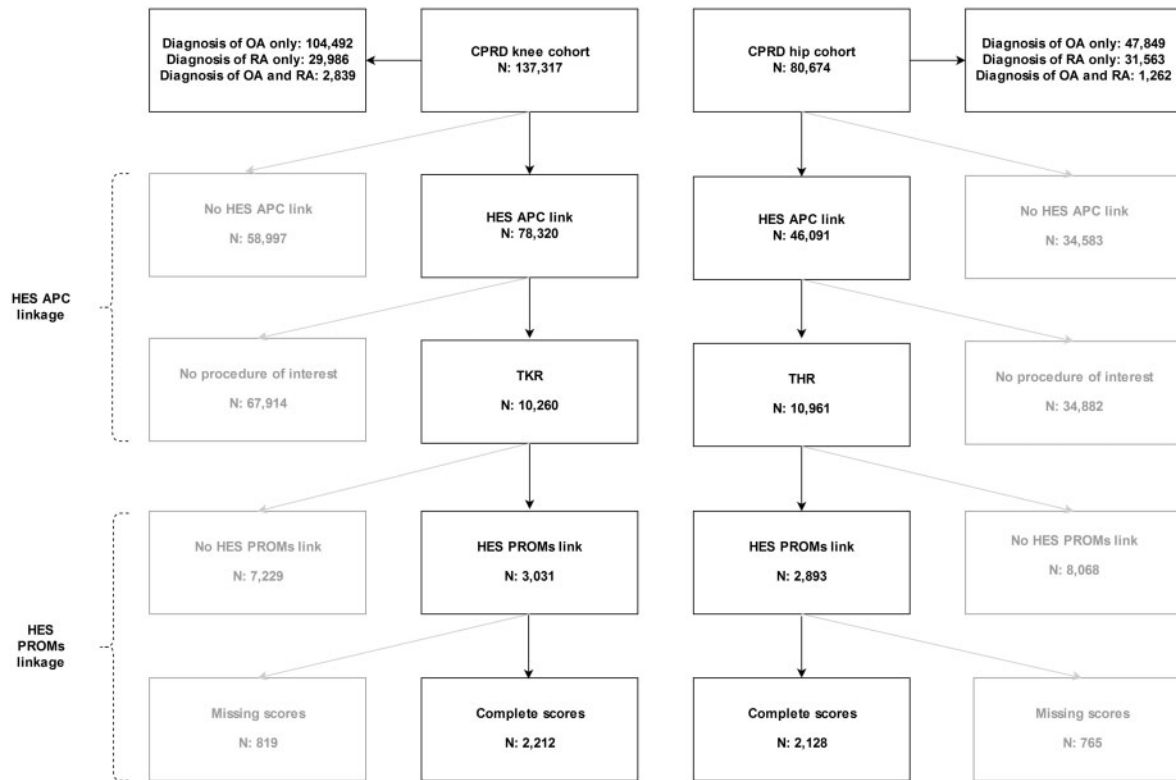 Diagnosis of OA only: 104,492
Diagnosis of RA only: 29,986
Diagnosis of OA and RA: 2,839
CPRD knee cohort
N: 137,317
CPRD hip cohort
N: 80,674
Diagnosis of OA only: 47,849
Diagnosis of RA only: 31,563
Diagnosis of OA and RA: 1,262
HES APC
linkage
No HES APC link
N: 58,997
HES APC link
N: 78,320
HES APC link
N: 46,091
No HES APC link
N: 34,583
No procedure of interest
N: 67,914
TKR
N: 10,260
THR
N: 10,961
No procedure of interest
N: 34,882
HES
PROMs
linkage
No HES PROMs link
N: 7,229
HES PROMs link
N: 3,031
HES PROMs link
N: 2,893
No HES PROMs link
N: 8,068
Missing scores
N: 819
Complete scores
N: 2,212
Complete scores
N: 2,128
Missing scores
N: 765